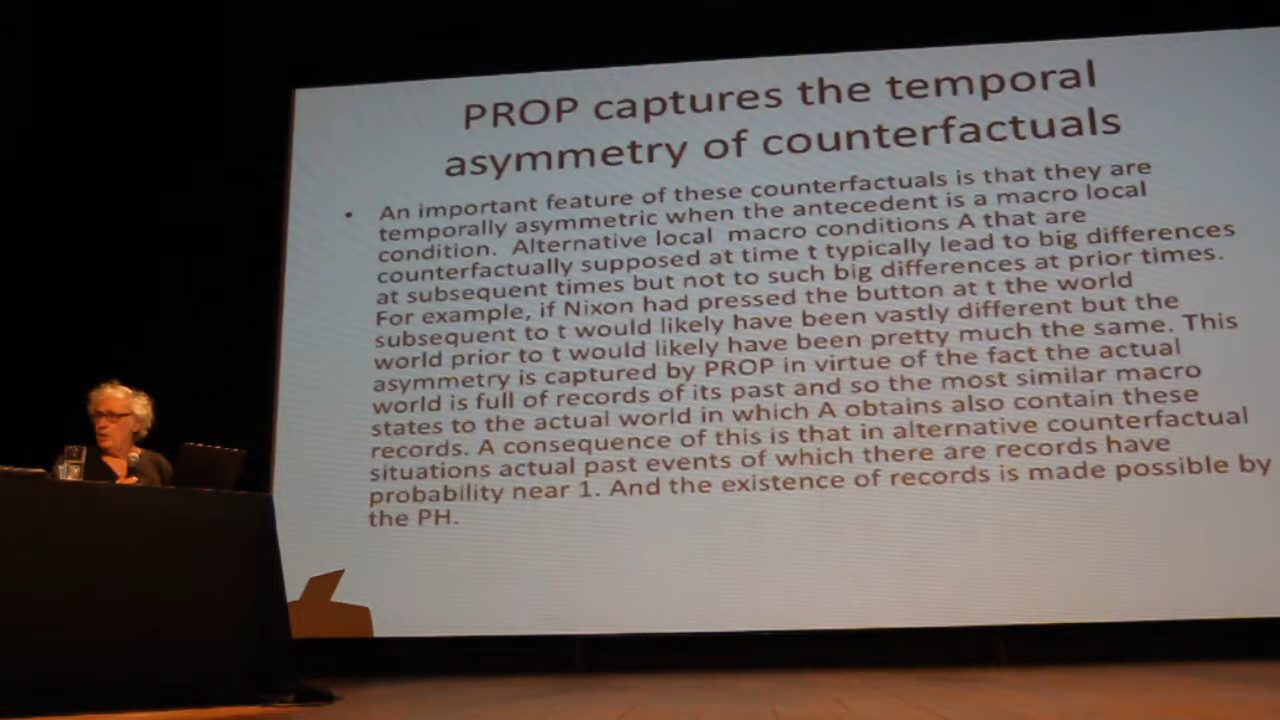 PROP captures the temporal
asymmetry of counterfactuals
• An important feature of these counterfactuals is that they are
temporally asymmetric when the antecedent is a macro local
condition. Alternative local macro conditions A that are
counterfactually supposed at time t typically lead to big differences
at subsequent times but not to such big differences at prior times.
For example, if Nixon had pressed the button at t the world
subsequent to t would likely have been vastly different but the
world prior to t would likely have been pretty much the same. This
asymmetry is captured by PROP in virtue of the fact the actual
world is full of records of its past and so the most similar macro
states to the actual world in which A obtains also contain these
records. A consequence of this is that in alternative counterfactual
situations actual past events of which there are records have
probability near 1. And the existence of records is made possible by
the PH.